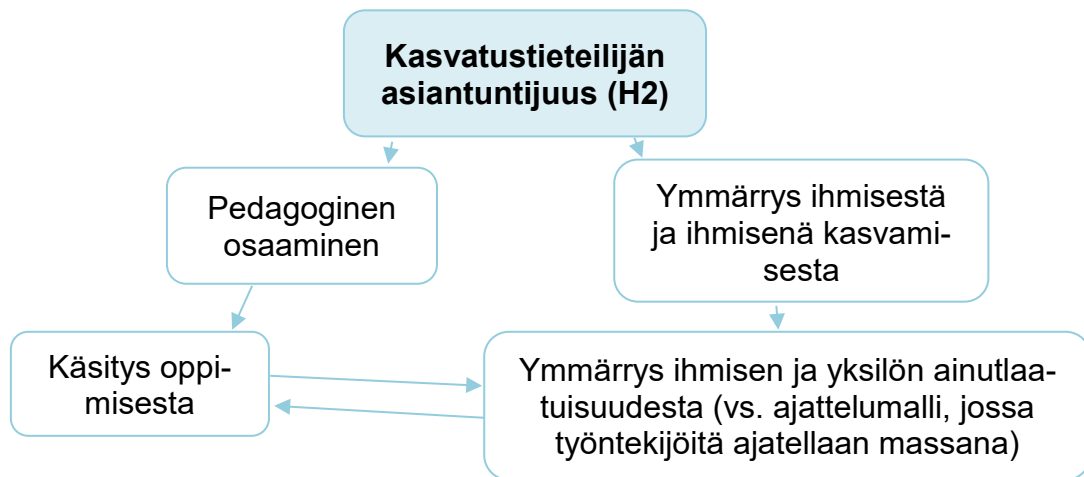 Kasvatustieteilijän
asiantuntijuus (H2)
Pedagoginen
osaaminen
Ymmärrys ihmisestä
ja ihmisenä kasvami-
sesta
Käsitys oppi-
misesta
Ymmärrys ihmisen ja yksilön ainutlaa-
tuisuudesta (vs. ajattelumalli, jossa
työntekijöitä ajatellaan massana)